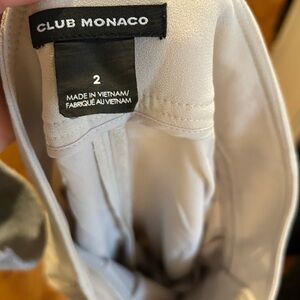 CLUB MONACO
2
MADE IN VIETNAM/
FABRIQUÉ AU VIETNAM